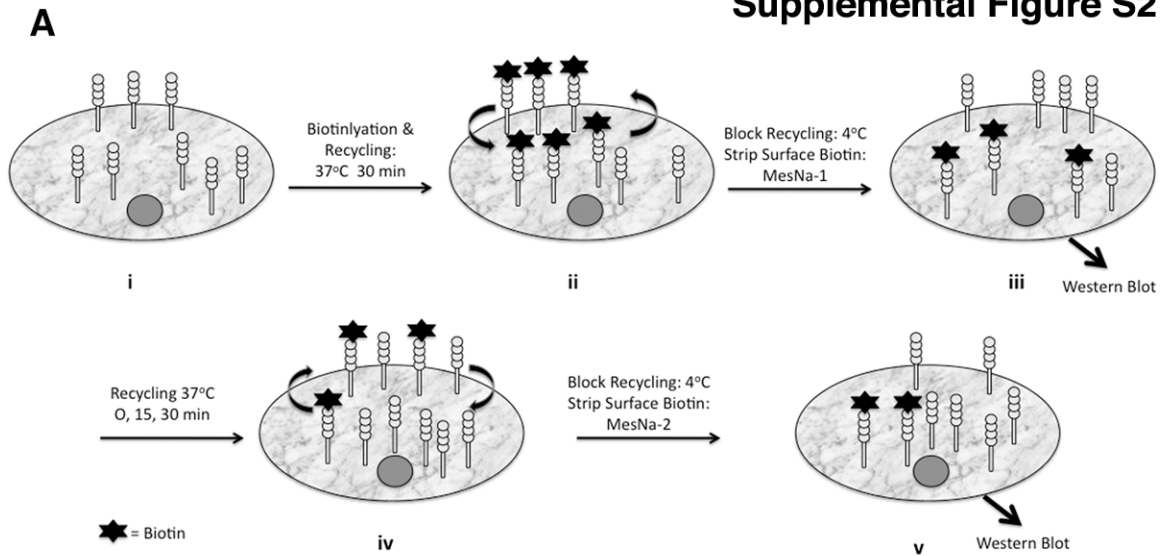 Supplemental Figure S2
A
Biotinlyation &
Recycling:
37°C 30 min
Block Recycling: 4°C
Strip Surface Biotin:
MesNa-1
i
ii
iii
Western Blot
Recycling 37°C
O, 15, 30 min
Block Recycling: 4°C
Strip Surface Biotin:
MesNa-2
= Biotin
iv
v
Western Blot